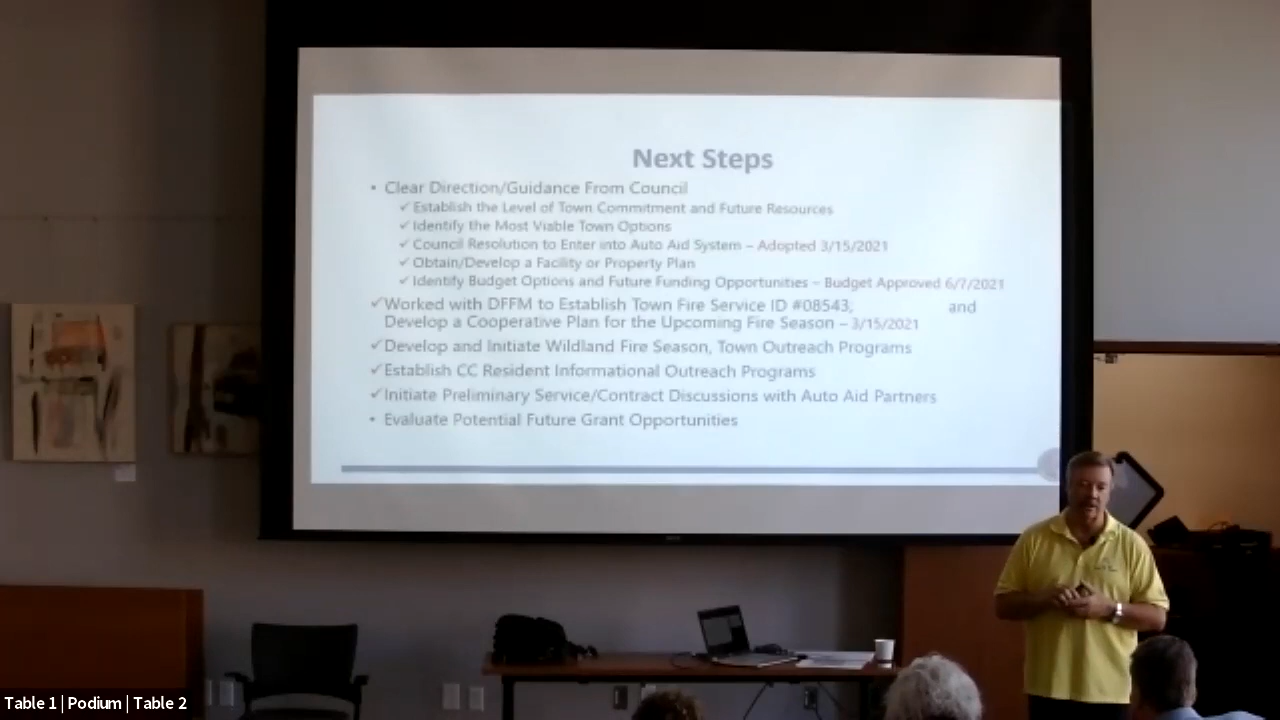 Next Steps
• Clear Direction/Guidance From Council
✓Establish the Level of Town Commitment and Future Resources
✓Identify the Most Viable Town Options
✓Council Resolution to Enter into Auto Aid System – Adopted 3/15/2021
✓Obtain/Develop a Facility or Property Plan
✓Identify Budget Options and Future Funding Opportunities – Budget Approved 6/7/2021
✓Worked with DFFM to Establish Town Fire Service ID #08543, and
Develop a Cooperative Plan for the Upcoming Fire Season – 3/15/2021
✓Develop and Initiate Wildland Fire Season, Town Outreach Programs
✓Establish CC Resident Informational Outreach Programs
✓Initiate Preliminary Service/Contract Discussions with Auto Aid Partners
• Evaluate Potential Future Grant Opportunities
Table 1 | Podium | Table 2